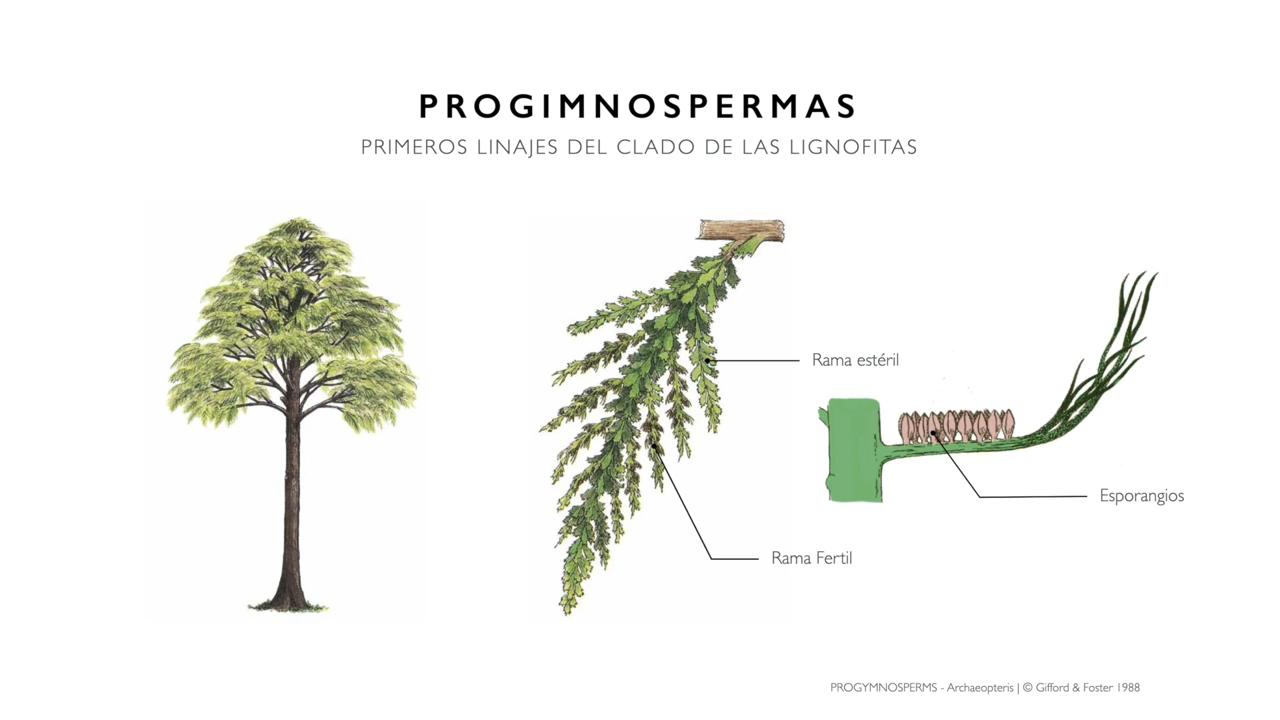 PROGIMNOSPERMAS
PRIMEROS LINAJES DEL CLADO DE LAS LIGNOFITAS
Rama estéril
Esporangios
Rama Fertil
PROGYMNOSPERMS - Archaeopteris | © Gifford & Foster 1988